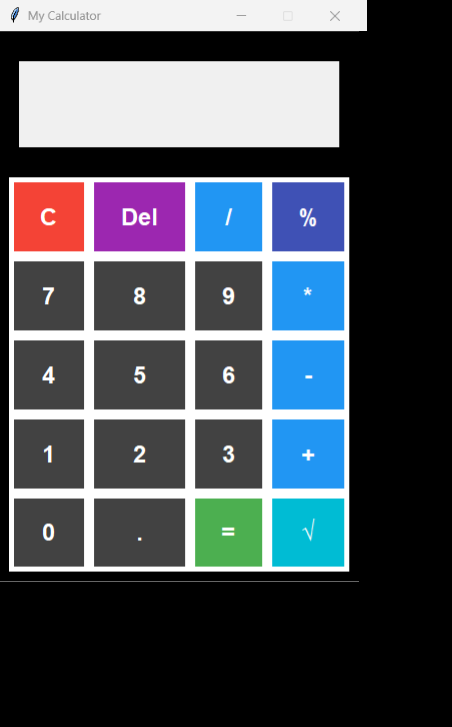 My Calculator
C Del / %
7 8 9 *
4 5 6 -
1 2 3 +
0 . = √